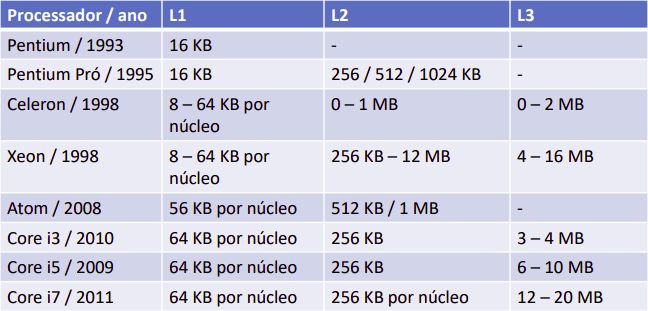 Processador / ano L1 L2 L3
Pentium / 1993 16 KB - -
Pentium Pró / 1995 16 KB 256 / 512 / 1024 KB -
Celeron / 1998 8 – 64 KB por núcleo 0 – 1 MB 0 – 2 MB
Xeon / 1998 8 – 64 KB por núcleo 256 KB – 12 MB 4 – 16 MB
Atom / 2008 56 KB por núcleo 512 KB / 1 MB -
Core i3 / 2010 64 KB por núcleo 256 KB 3 – 4 MB
Core i5 / 2009 64 KB por núcleo 256 KB 6 – 10 MB
Core i7 / 2011 64 KB por núcleo 256 KB por núcleo 12 – 20 MB